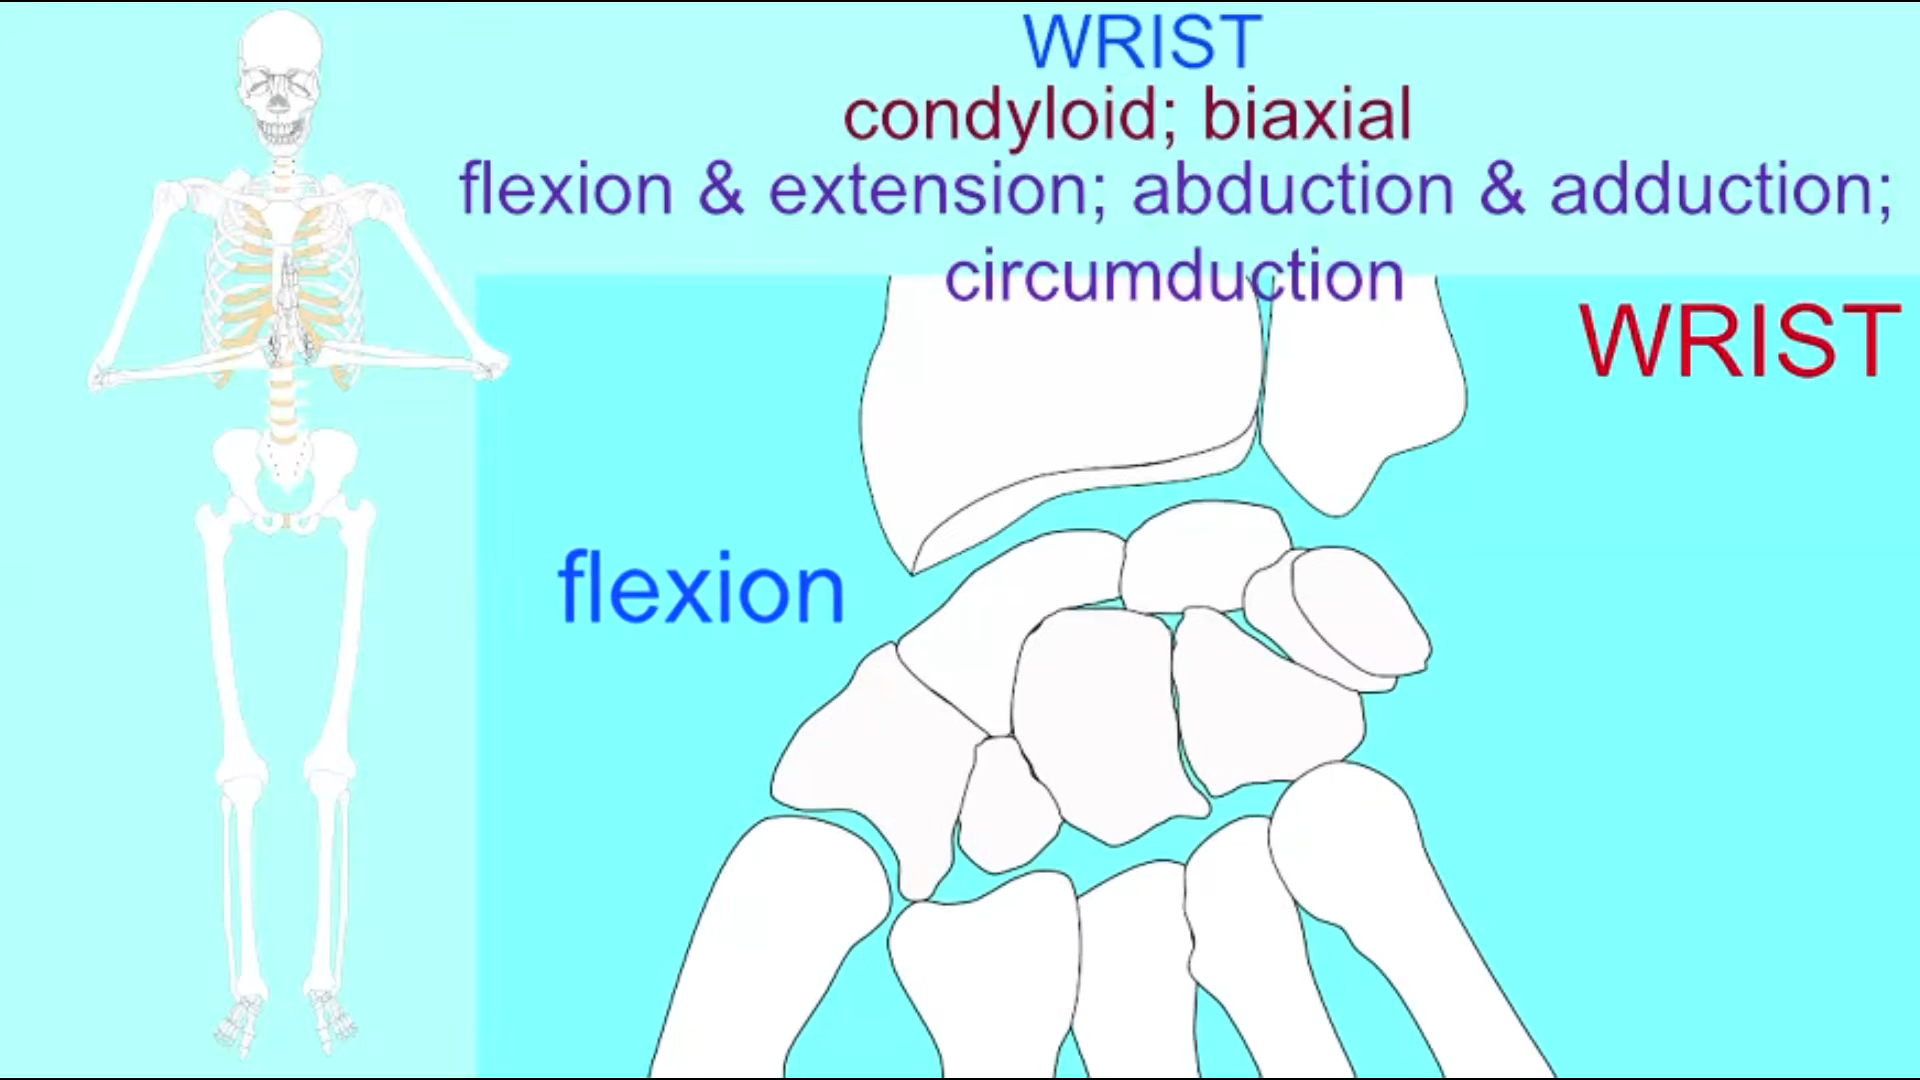 WRIST
condyloid; biaxial
flexion & extension; abduction & adduction;
circumduction
WRIST
flexion